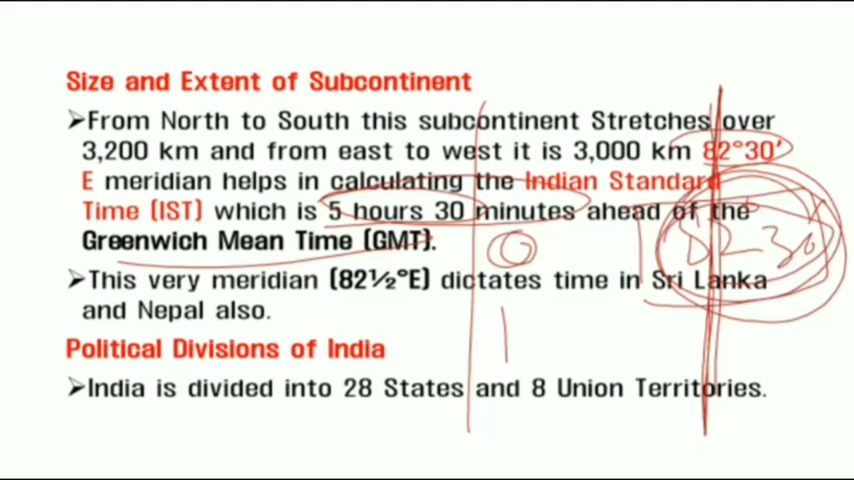 Size and Extent of Subcontinent
➢From North to South this subcontinent Stretches over
3,200 km and from east to west it is 3,000 km 82°30′
E meridian helps in calculating the Indian Standard
Time (IST) which is 5 hours 30 minutes ahead of the
Greenwich Mean Time (GMT).
82°30′
0
➢This very meridian (82½°E) dictates time in Sri Lanka
and Nepal also.
Political Divisions of India
➢India is divided into 28 States and 8 Union Territories.